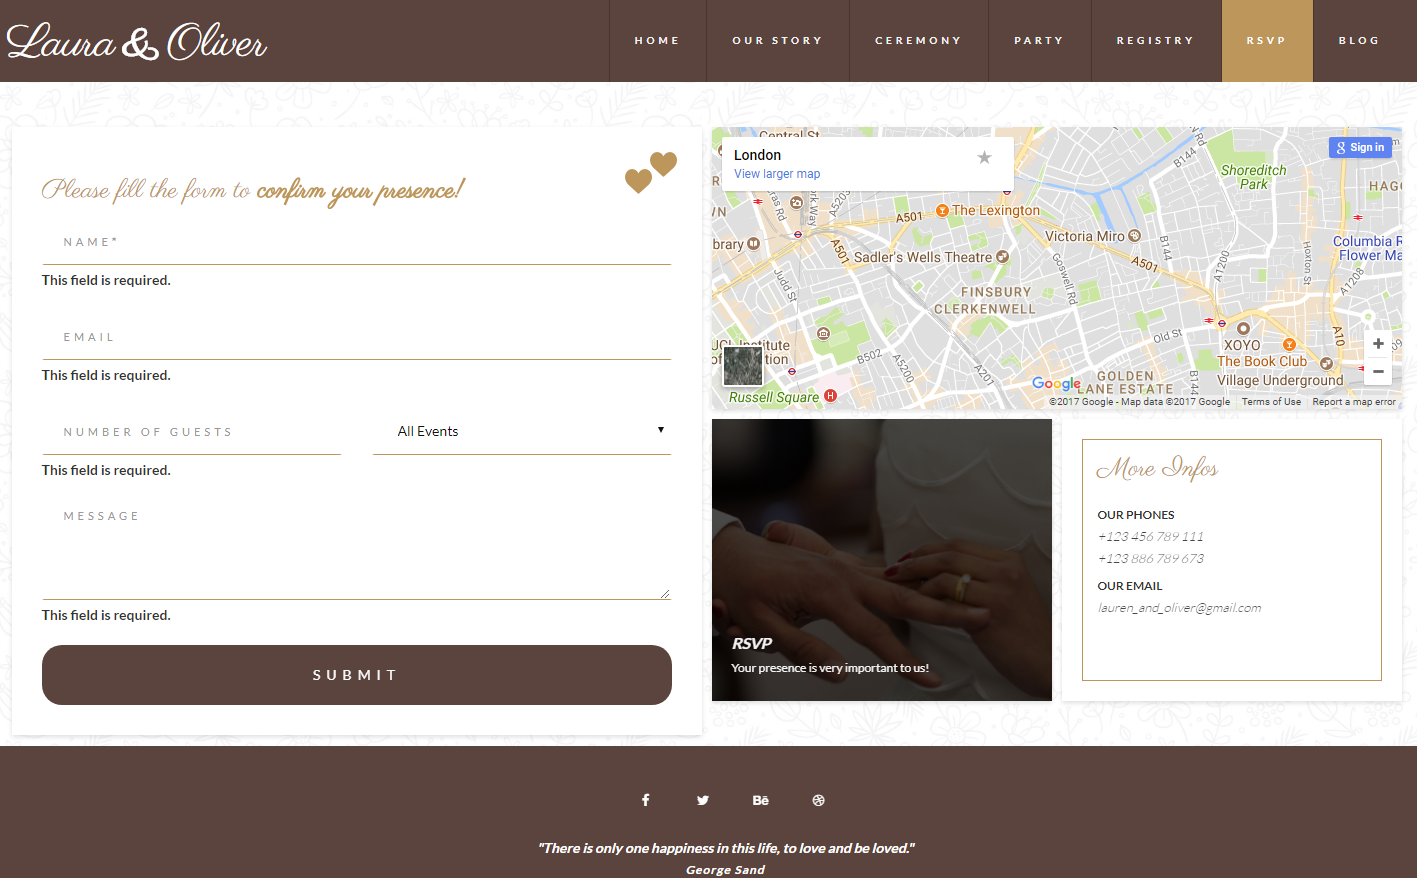 Laura & Oliver
HOME
OUR STORY
CEREMONY
PARTY
REGISTRY
RSVP
BLOG
Please fill the form to confirm your presence!
NAME*
This field is required.
EMAIL
This field is required.
NUMBER OF GUESTS
All Events
This field is required.
MESSAGE
This field is required.
SUBMIT
Central St
London
View larger map
Sign in
Shoreditch
Park
HAGG
B144
A5203
A501
The Lexington
Victoria Miro
Columbia R
Flower Ma
brary
A501
Sadler's Wells Theatre
A501
B144
A1200
Hoxton St
A1208
Judd St
Goswell Rd
FINSBURY
CLERKENWELL
Old St
XOYO
A10
The Book Club
B502
A5200
A201
GOLDEN
LANE ESTATE
B144
Village Underground
Russell Square
H
Google
©2017 Google - Map data ©2017 Google
Terms of Use
Report a map error
RSVP
Your presence is very important to us!
More Infos
OUR PHONES
+123 456 789 111
+123 886 789 673
OUR EMAIL
lauren_and_oliver@gmail.com
"There is only one happiness in this life, to love and be loved."
George Sand